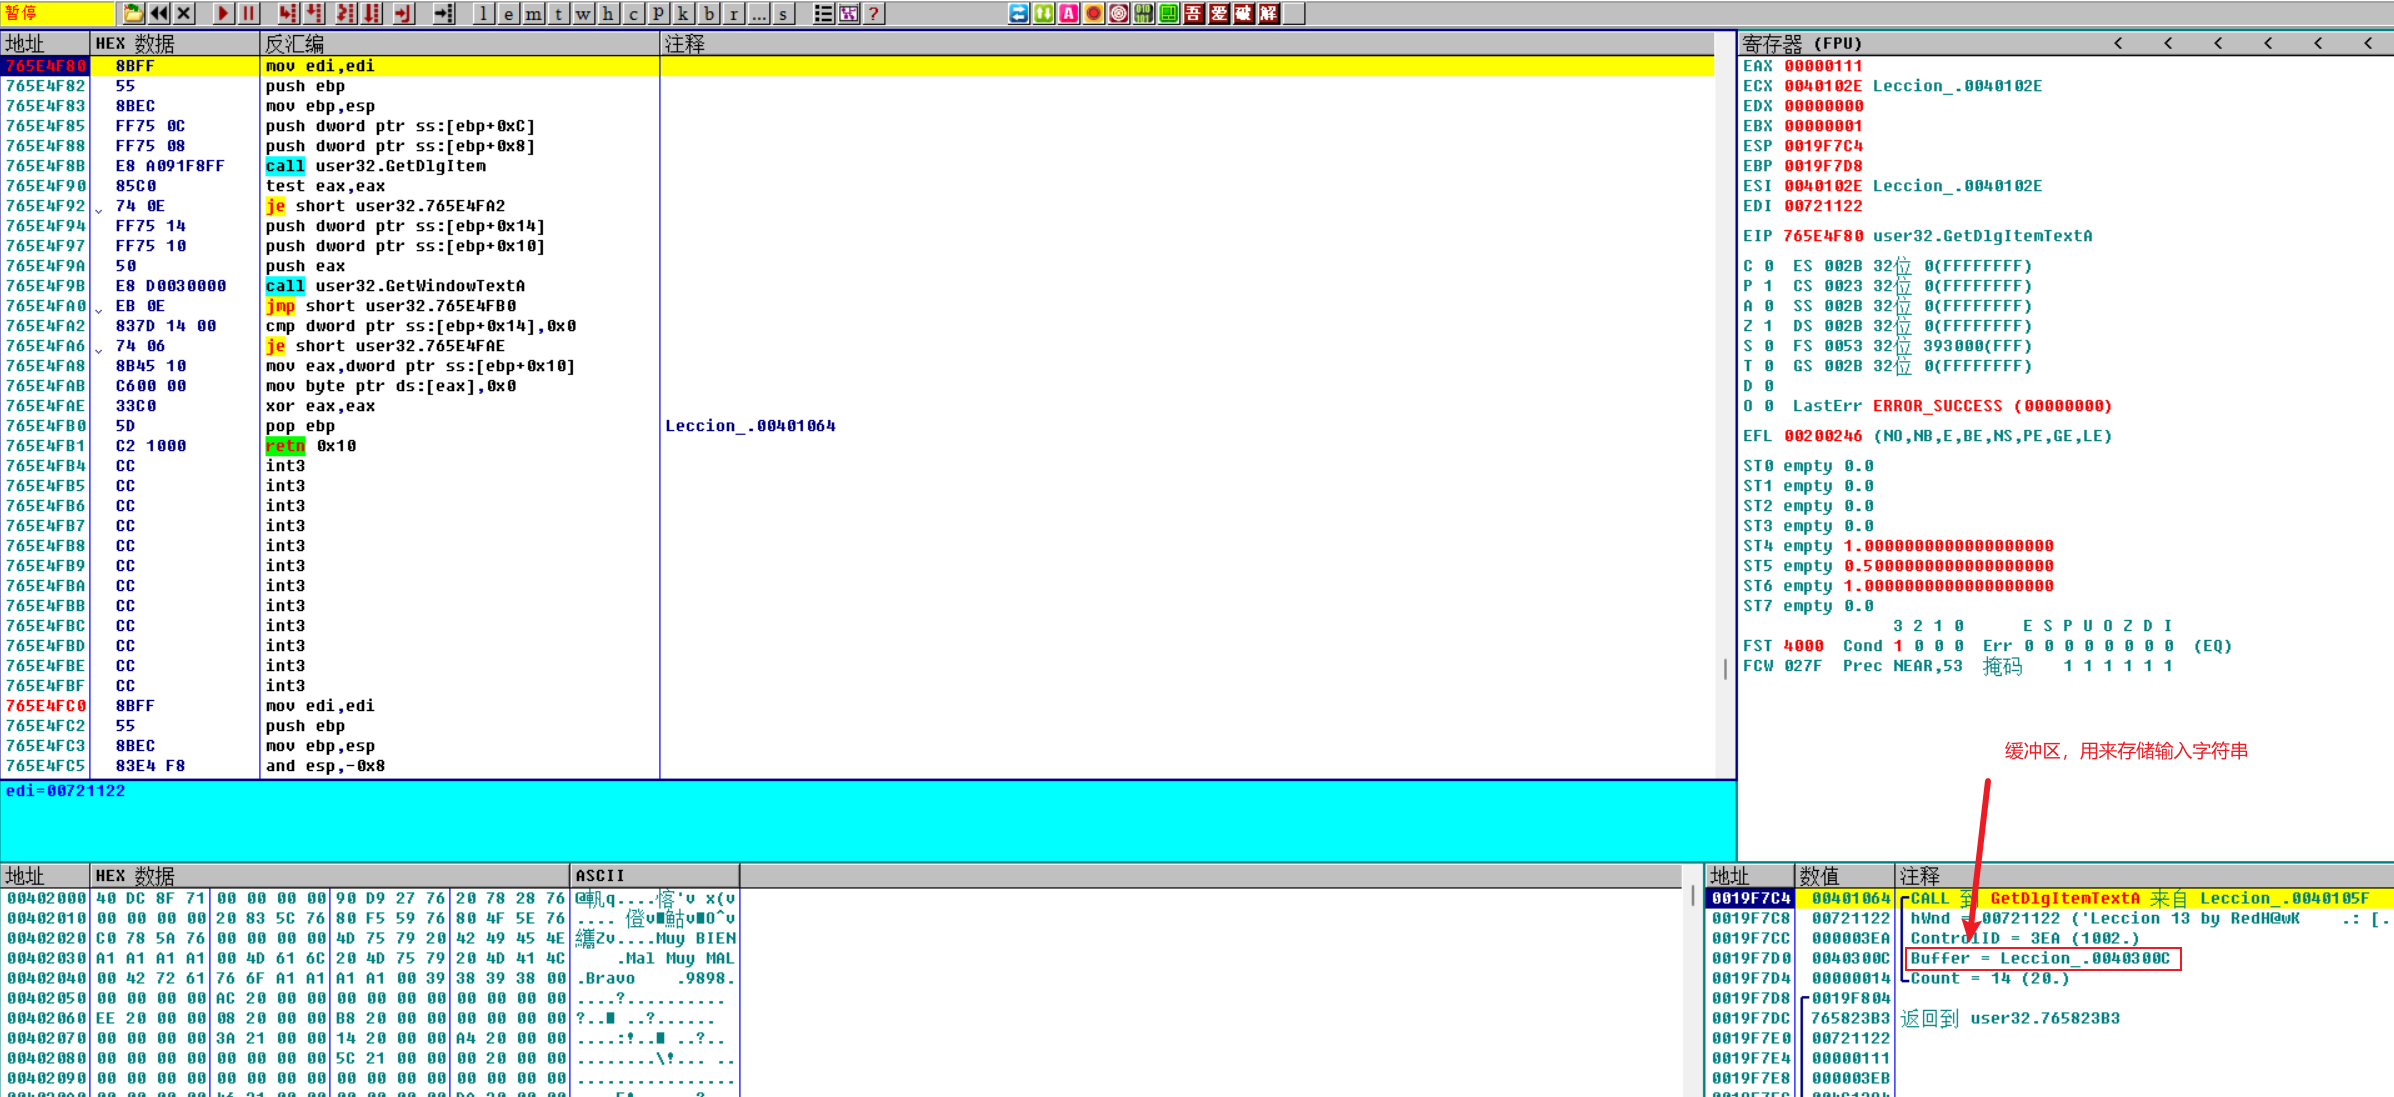 暂停
l e m t w h c p k b r ... s
?
A
吾 爱 破 解
地址 HEX 数据 反汇编 注释
765E4F80 8BFF mov edi,edi
765E4F82 55 push ebp
765E4F83 8BEC mov ebp,esp
765E4F85 FF75 0C push dword ptr ss:[ebp+0xC]
765E4F88 FF75 08 push dword ptr ss:[ebp+0x8]
765E4F8B E8 A091F8FF call user32.GetDlgItem
765E4F90 85C0 test eax,eax
765E4F92 74 0E je short user32.765E4FA2
765E4F94 FF75 14 push dword ptr ss:[ebp+0x14]
765E4F97 FF75 10 push dword ptr ss:[ebp+0x10]
765E4F9A 50 push eax
765E4F9B E8 D0030000 call user32.GetWindowTextA
765E4FA0 EB 0E jmp short user32.765E4FB0
765E4FA2 837D 14 00 cmp dword ptr ss:[ebp+0x14],0x0
765E4FA6 74 06 je short user32.765E4FAE
765E4FA8 8B45 10 mov eax,dword ptr ss:[ebp+0x10]
765E4FAB C600 00 mov byte ptr ds:[eax],0x0
765E4FAE 33C0 xor eax,eax
765E4FB0 5D pop ebp Leccion_.00401064
765E4FB1 C2 1000 retn 0x10
765E4FB4 CC int3
765E4FB5 CC int3
765E4FB6 CC int3
765E4FB7 CC int3
765E4FB8 CC int3
765E4FB9 CC int3
765E4FBA CC int3
765E4FBB CC int3
765E4FBC CC int3
765E4FBD CC int3
765E4FBE CC int3
765E4FBF CC int3
765E4FC0 8BFF mov edi,edi
765E4FC2 55 push ebp
765E4FC3 8BEC mov ebp,esp
765E4FC5 83E4 F8 and esp,-0x8
edi=00721122
寄存器 (FPU) < < < < < <
EAX 00000111
ECX 0040102E Leccion_.0040102E
EDX 00000000
EBX 00000001
ESP 0019F7C4
EBP 0019F7D8
ESI 0040102E Leccion_.0040102E
EDI 00721122
EIP 765E4F80 user32.GetDlgItemTextA
C 0 ES 002B 32位 0(FFFFFFFF)
P 1 CS 0023 32位 0(FFFFFFFF)
A 0 SS 002B 32位 0(FFFFFFFF)
Z 1 DS 002B 32位 0(FFFFFFFF)
S 0 FS 0053 32位 393000(FFF)
T 0 GS 002B 32位 0(FFFFFFFF)
D 0
O 0 LastErr ERROR_SUCCESS (00000000)
EFL 00200246 (NO,NB,E,BE,NS,PE,GE,LE)
ST0 empty 0.0
ST1 empty 0.0
ST2 empty 0.0
ST3 empty 0.0
ST4 empty 1.0000000000000000000
ST5 empty 0.5000000000000000000
ST6 empty 1.0000000000000000000
ST7 empty 0.0
3 2 1 0 E S P U O Z D I
FST 4000 Cond 1 0 0 0 Err 0 0 0 0 0 0 0 0 (EQ)
FCW 027F Prec NEAR,53 掩码 1 1 1 1 1 1
缓冲区，用来存储输入字符串
地址 HEX 数据 ASCII
00402000 40 DC 8F 71 00 00 00 00 90 D9 27 76 20 78 28 76
00402010 00 00 00 00 20 83 5C 76 80 F5 59 76 80 4F 5E 76
00402020 C0 78 5A 76 00 00 00 00 4D 75 79 20 42 49 45 4E Zv....Muy BIEN
00402030 A1 A1 A1 A1 00 4D 61 6C 20 4D 75 79 20 4D 41 4C .Mal Muy MAL
00402040 00 42 72 61 76 6F A1 A1 A1 A1 00 39 38 39 38 00 .Bravo .9898.
00402050 00 00 00 00 AC 20 00 00 00 00 00 00 00 00 00 00 ....?..........
00402060 EE 20 00 00 08 20 00 00 B8 20 00 00 00 00 00 00 ?..■ ..?......
00402070 00 00 00 00 3A 21 00 00 14 20 00 00 A4 20 00 00 ....:!..■ ..?..
00402080 00 00 00 00 00 00 00 00 5C 21 00 00 00 20 00 00 ........\!... ..
00402090 00 00 00 00 00 00 00 00 00 00 00 00 00 00 00 00 ................
地址 数值 注释
0019F7C4 00401064 CALL 到 GetDlgItemTextA 来自 Leccion_.0040105F
0019F7C8 00721122 hWnd = 00721122 ('Leccion 13 by RedH@wK .: [.
0019F7CC 000003EA ControlID = 3EA (1002.)
0019F7D0 0040300C Buffer = Leccion_.0040300C
0019F7D4 00000014 Count = 14 (20.)
0019F7D8 0019F804
0019F7DC 765823B3 返回到 user32.765823B3
0019F7E0 00721122
0019F7E4 00000111
0019F7E8 000003EB